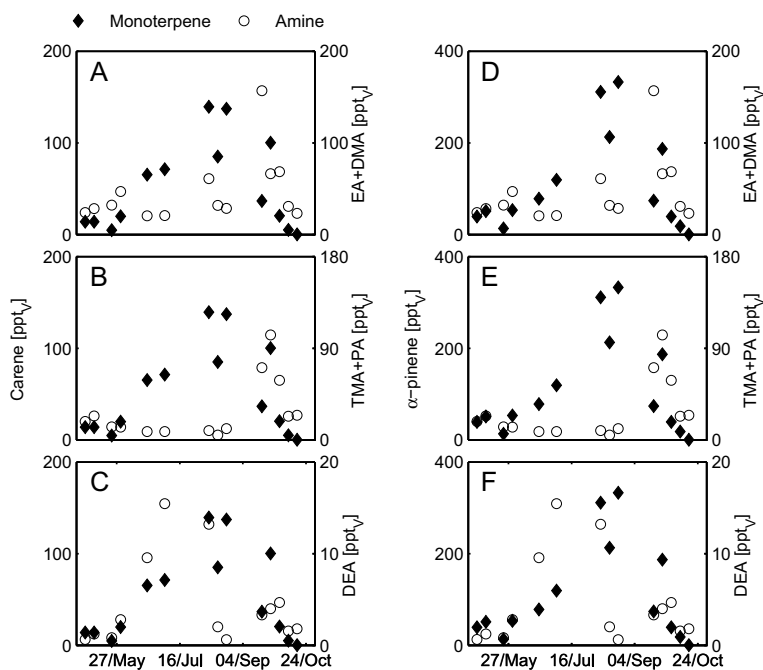 Monoterpene Amine
A
D
200
100
0
200
100
0
EA+DMA [pptV]
400
200
0
200
100
0
EA+DMA [pptV]
B
E
Carene [pptV]
200
100
0
180
90
0
TMA+PA [pptV]
α−pinene [pptV]
400
200
0
180
90
0
TMA+PA [pptV]
C
F
200
100
0
20
10
0
DEA [pptV]
400
200
0
20
10
0
DEA [pptV]
27/May 16/Jul 04/Sep 24/Oct
27/May 16/Jul 04/Sep 24/Oct